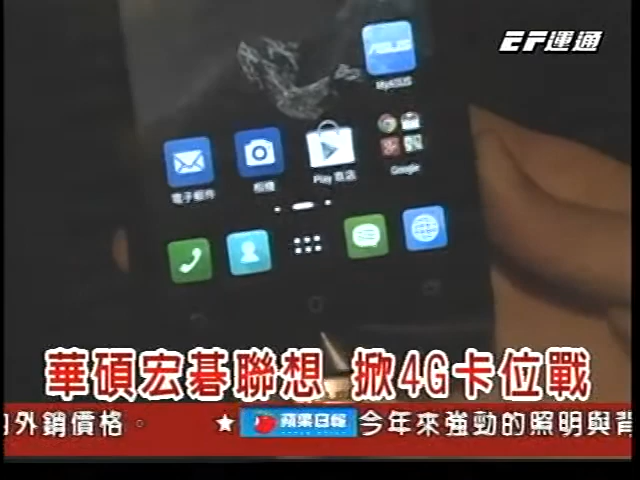 EF運通
ASUS
MyASUS
電子郵件
相機
Play 商店
Google
華碩宏碁聯想 掀4G卡位戰
內外銷價格。 ★ 蘋果日報 今年來強勁的照明與背